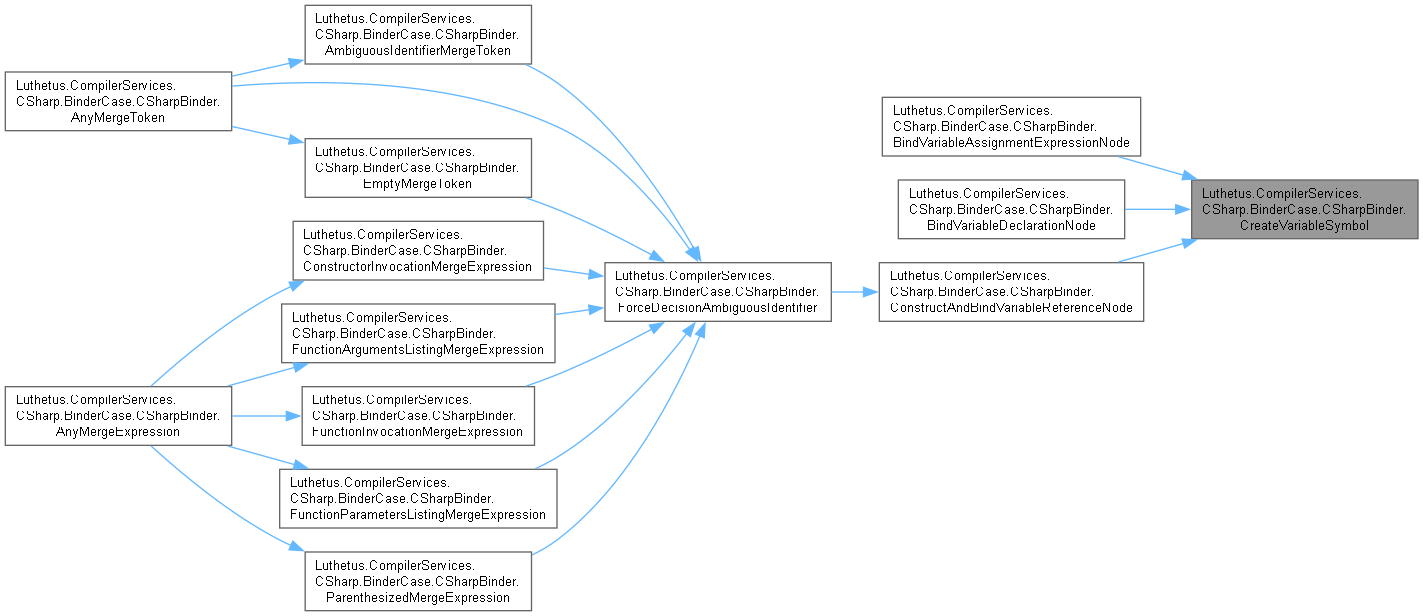 Luthetus.CompilerServices.
CSharp.BinderCase.CSharpBinder.
AmbiguousIdentifierMergeToken
Luthetus.CompilerServices.
CSharp.BinderCase.CSharpBinder.
AnyMergeToken
Luthetus.CompilerServices.
CSharp.BinderCase.CSharpBinder.
EmptyMergeToken
Luthetus.CompilerServices.
CSharp.BinderCase.CSharpBinder.
ConstructorInvocationMergeExpression
Luthetus.CompilerServices.
CSharp.BinderCase.CSharpBinder.
FunctionArgumentsListingMergeExpression
Luthetus.CompilerServices.
CSharp.BinderCase.CSharpBinder.
AnyMergeExpression
Luthetus.CompilerServices.
CSharp.BinderCase.CSharpBinder.
FunctionInvocationMergeExpression
Luthetus.CompilerServices.
CSharp.BinderCase.CSharpBinder.
FunctionParametersListingMergeExpression
Luthetus.CompilerServices.
CSharp.BinderCase.CSharpBinder.
ParenthesizedMergeExpression
Luthetus.CompilerServices.
CSharp.BinderCase.CSharpBinder.
ForceDecisionAmbiguousIdentifier
Luthetus.CompilerServices.
CSharp.BinderCase.CSharpBinder.
BindVariableAssignmentExpressionNode
Luthetus.CompilerServices.
CSharp.BinderCase.CSharpBinder.
BindVariableDeclarationNode
Luthetus.CompilerServices.
CSharp.BinderCase.CSharpBinder.
ConstructAndBindVariableReferenceNode
Luthetus.CompilerServices.
CSharp.BinderCase.CSharpBinder.
CreateVariableSymbol